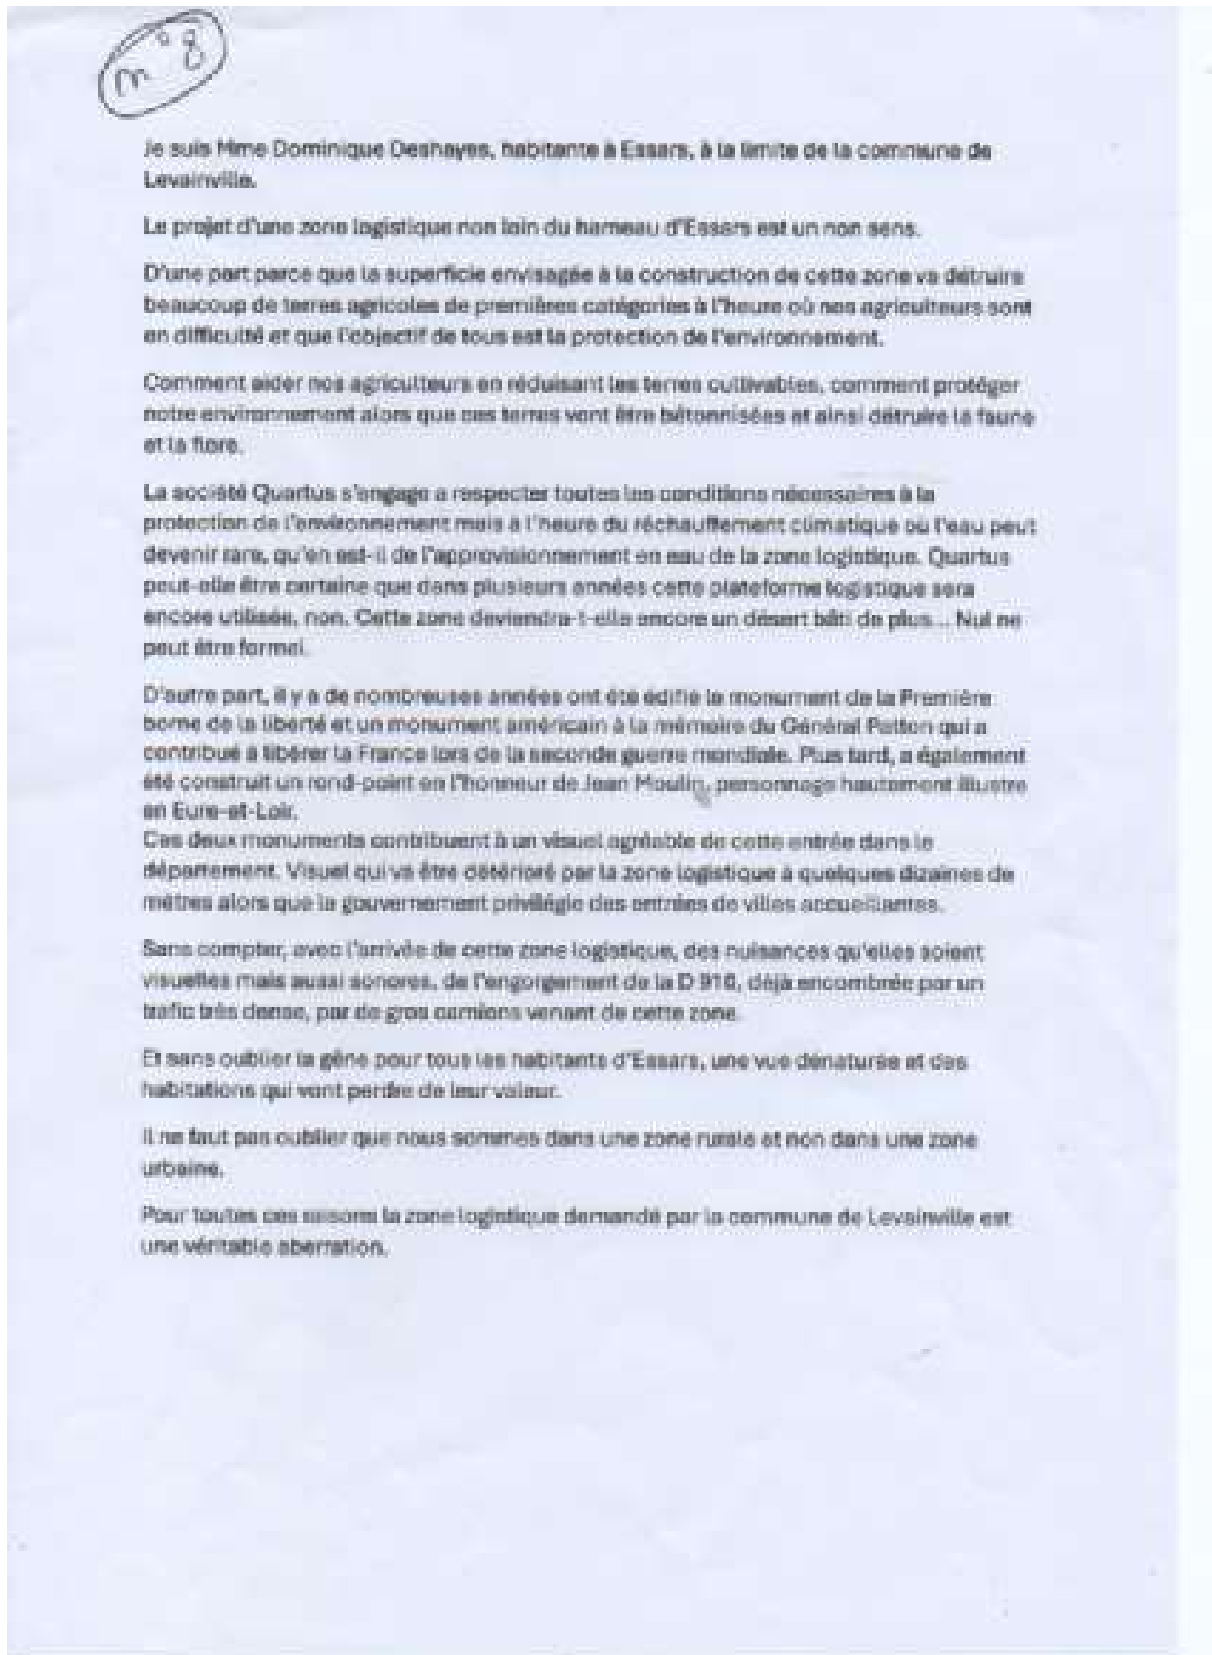 n°8
Je suis Mme Dominique Deshayes, habitante à Essars, à la limite de la commune de
Levainville.
Le projet d'une zone logistique non loin du hameau d'Essars est un non sens.
D'une part parce que la superficie envisagée à la construction de cette zone va détruire
beaucoup de terres agricoles de premières catégories à l'heure où nos agriculteurs sont
en difficulté et que l'objectif de tous est la protection de l'environnement.
Comment aider nos agriculteurs en réduisant les terres cultivables, comment protéger
notre environnement alors que ces terres vont être bétonnisées et ainsi détruire la faune
et la flore.
La société Quartus s'engage a respecter toutes les conditions nécessaires à la
protection de l'environnement mais à l'heure du réchauffement climatique où l'eau peut
devenir rare, qu'en est-il de l'approvisionnement en eau de la zone logistique. Quartus
peut-elle être certaine que dans plusieurs années cette plateforme logistique sera
encore utilisée, non. Cette zone deviendra-t-elle encore un désert bâti de plus... Nul ne
peut être formel.
D'autre part, il y a de nombreuses années ont été édifié le monument de la Première
borne de la liberté et un monument américain à la mémoire du Général Patton qui a
contribué à libérer la France lors de la seconde guerre mondiale. Plus tard, a également
été construit un rond-point en l'honneur de Jean Moulin, personnage hautement illustre
en Eure-et-Loir.
Ces deux monuments contribuent à un visuel agréable de cette entrée dans le
département. Visuel qui va être détérioré par la zone logistique à quelques dizaines de
mètres alors que le gouvernement privilégie des entrées de villes accueillantes.
Sans compter, avec l'arrivée de cette zone logistique, des nuisances qu'elles soient
visuelles mais aussi sonores, de l'engorgement de la D 910, déjà encombrée par un
trafic très dense, par de gros camions venant de cette zone.
Et sans oublier la gêne pour tous les habitants d'Essars, une vue dénaturée et des
habitations qui vont perdre de leur valeur.
Il ne faut pas oublier que nous sommes dans une zone rurale et non dans une zone
urbaine.
Pour toutes ces raisons la zone logistique demandé par la commune de Levainville est
une véritable aberration.